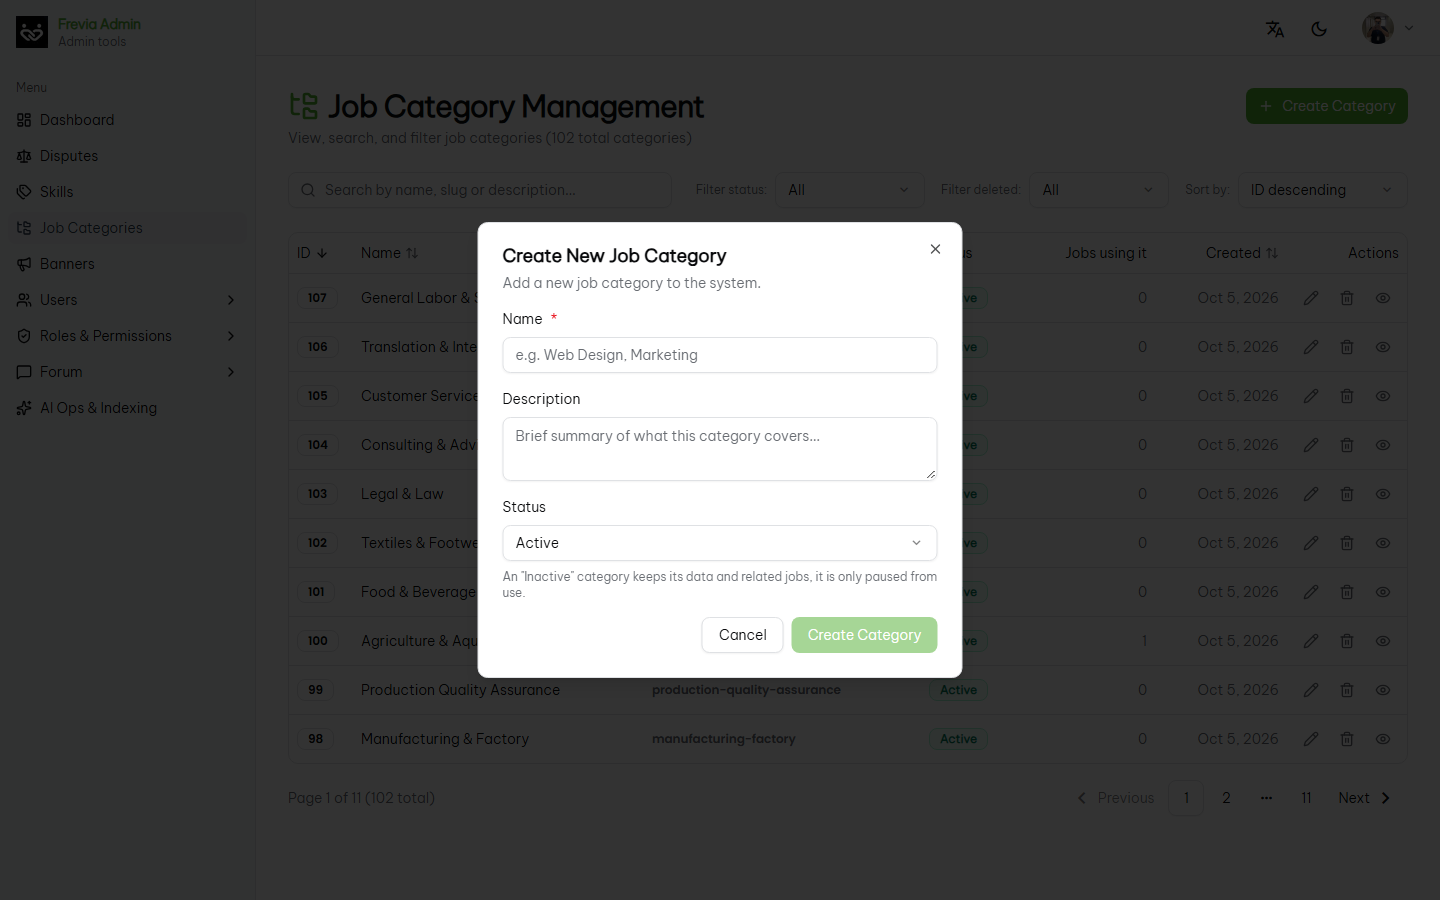 Frevia Admin
Admin tools
Menu
Dashboard
Disputes
Skills
Job Categories
Banners
Users
Roles & Permissions
Forum
AI Ops & Indexing
Job Category Management
View, search, and filter job categories (102 total categories)
Create Category
Search by name, slug or description...
Filter status:
All
Filter deleted:
All
Sort by:
ID descending
ID
Name
Jobs using it
Created
Actions
107
General Labor &
0
Oct 5, 2026
106
Translation &
0
Oct 5, 2026
105
Customer Service
0
Oct 5, 2026
104
Consulting &
0
Oct 5, 2026
103
Legal & Law
0
Oct 5, 2026
102
Textiles &
0
Oct 5, 2026
101
Food & Beverage
0
Oct 5, 2026
100
Agriculture &
1
Oct 5, 2026
99
Production Quality Assurance
production-quality-assurance
Active
0
Oct 5, 2026
98
Manufacturing & Factory
manufacturing-factory
Active
0
Oct 5, 2026
Page 1 of 11 (102 total)
Previous
1
2
...
11
Next
Create New Job Category
Add a new job category to the system.
Name *
e.g. Web Design, Marketing
Description
Brief summary of what this category covers...
Status
Active
An "Inactive" category keeps its data and related jobs, it is only paused from
use.
Cancel
Create Category